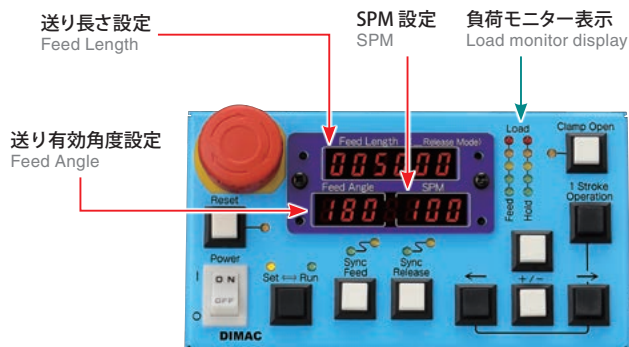 送り長さ設定
Feed Length
SPM 設定
SPM
負荷モニター表示
Load monitor display
送り有効角度設定
Feed Angle
Feed Length
Release Mode)
005000
Feed Angle
SPM
180
100
Load
Feed
Hold
Clamp Open
1 Stroke
Operation
Reset
Power
I
ON
OFF
O
Set ⟺ Run
Sync
Feed
Sync
Release
←
+/−
→
DIMAC